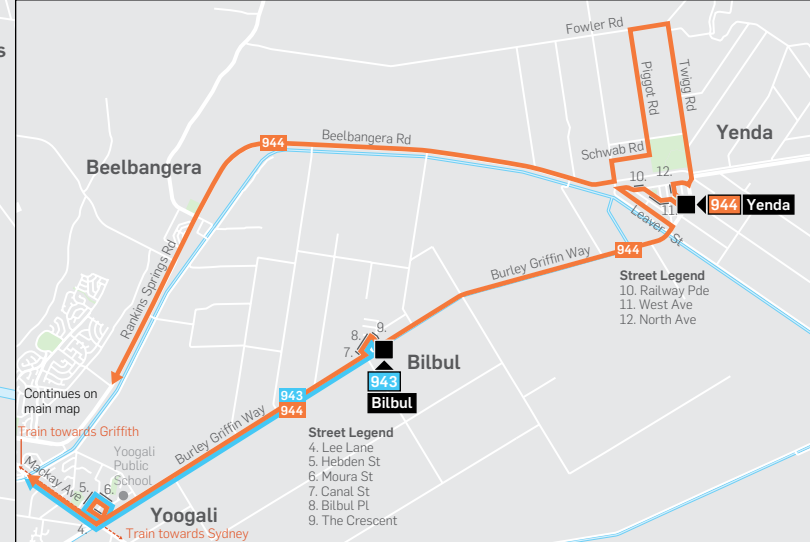 s
Fowler Rd
Piggot Rd
Twigg Rd
Yenda
Schwab Rd
944
Beelbangera Rd
Beelbangera
10.
12.
11.
944 Yenda
Leaver St
944
Burley Griffin Way
Street Legend
10. Railway Pde
11. West Ave
12. North Ave
Rankins Springs Rd
8.
9.
7.
Bilbul
943
Bilbul
Continues on
main map
943
944
Burley Griffin Way
Train towards Griffith
Street Legend
4. Lee Lane
5. Hebden St
6. Moura St
7. Canal St
8. Bilbul Pl
9. The Crescent
Yoogali
Public
School
Mackay Ave
5.
6.
4.
Yoogali
Train towards Sydney